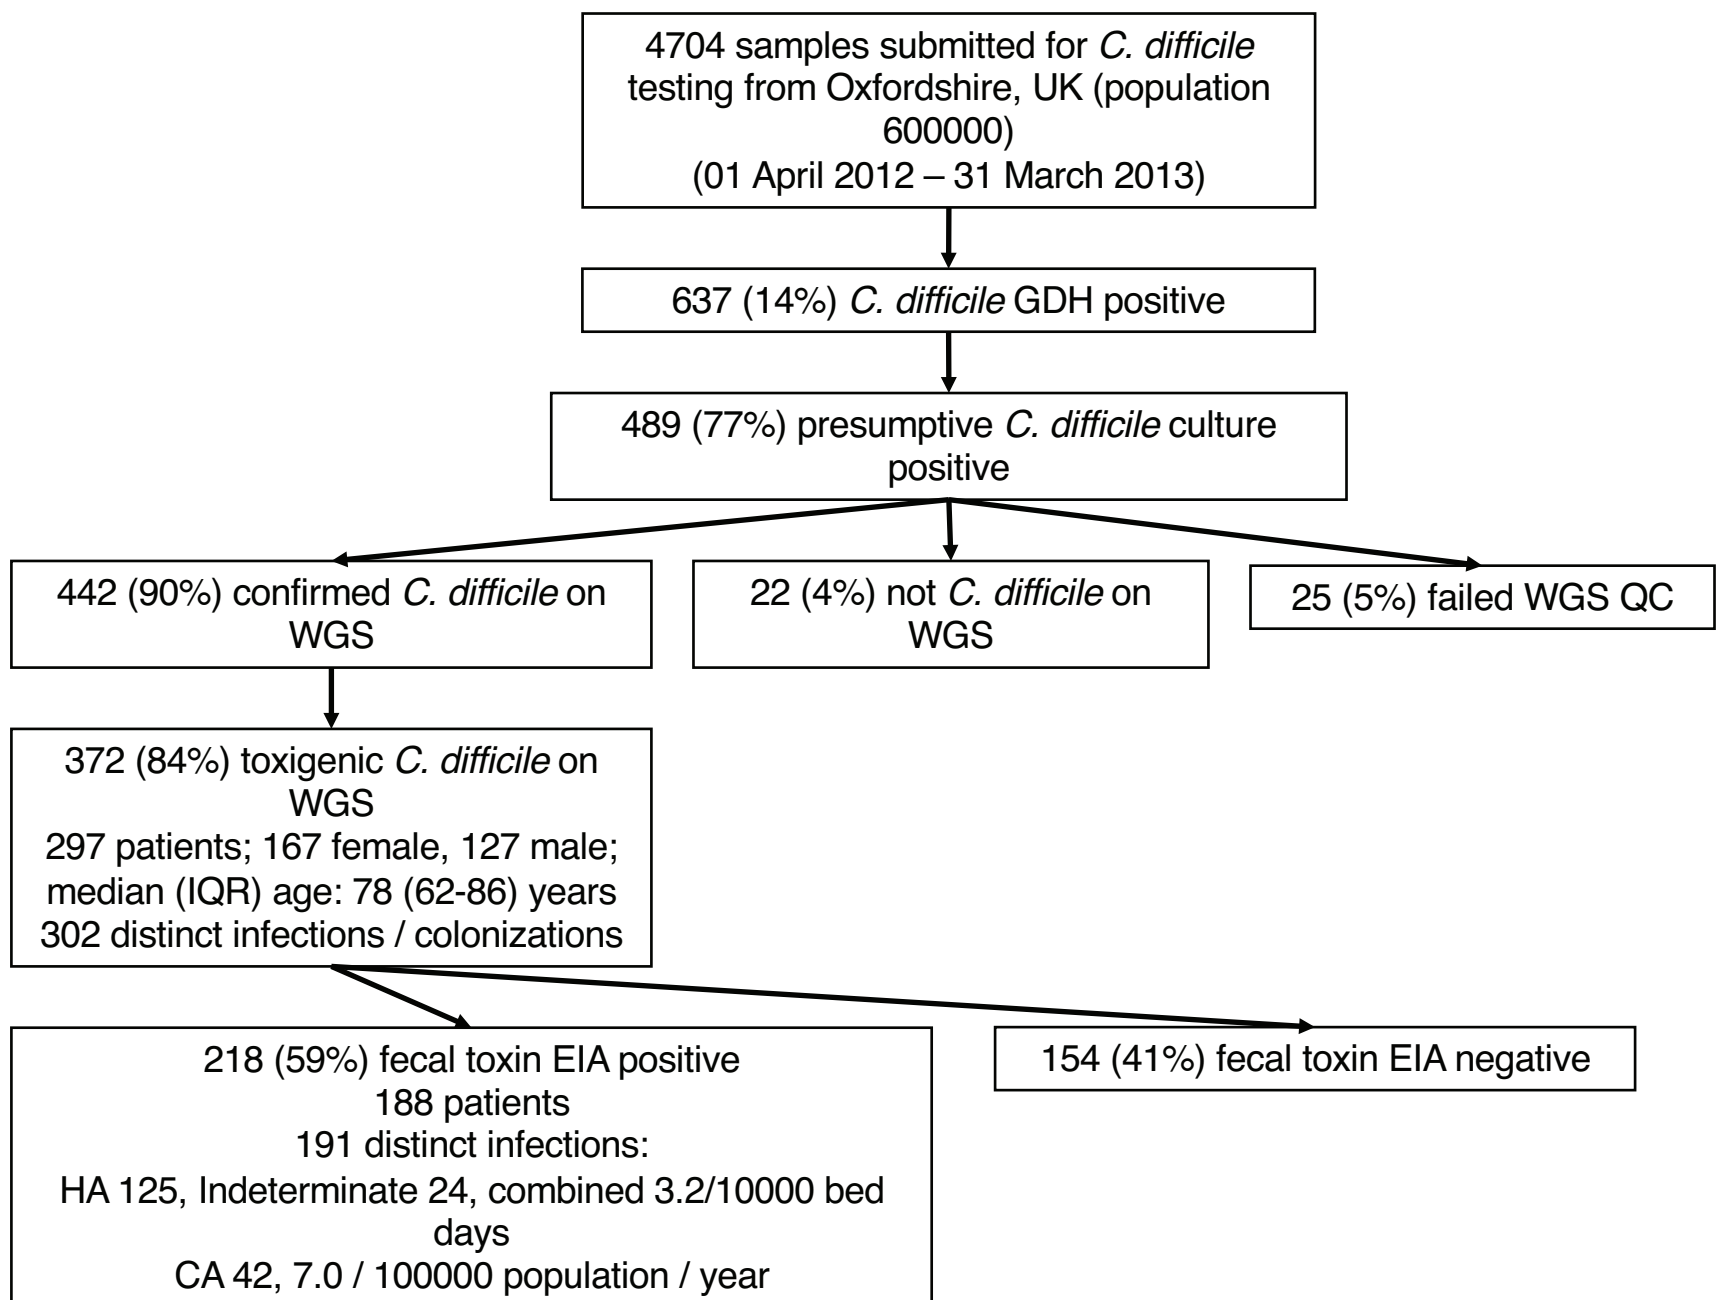 4704 samples submitted for C. difficile
testing from Oxfordshire, UK (population
600000)
(01 April 2012 – 31 March 2013)
637 (14%) C. difficile GDH positive
489 (77%) presumptive C. difficile culture
positive
442 (90%) confirmed C. difficile on
WGS
22 (4%) not C. difficile on
WGS
25 (5%) failed WGS QC
372 (84%) toxigenic C. difficile on
WGS
297 patients; 167 female, 127 male;
median (IQR) age: 78 (62-86) years
302 distinct infections / colonizations
218 (59%) fecal toxin EIA positive
188 patients
191 distinct infections:
HA 125, Indeterminate 24, combined 3.2/10000 bed
days
CA 42, 7.0 / 100000 population / year
154 (41%) fecal toxin EIA negative